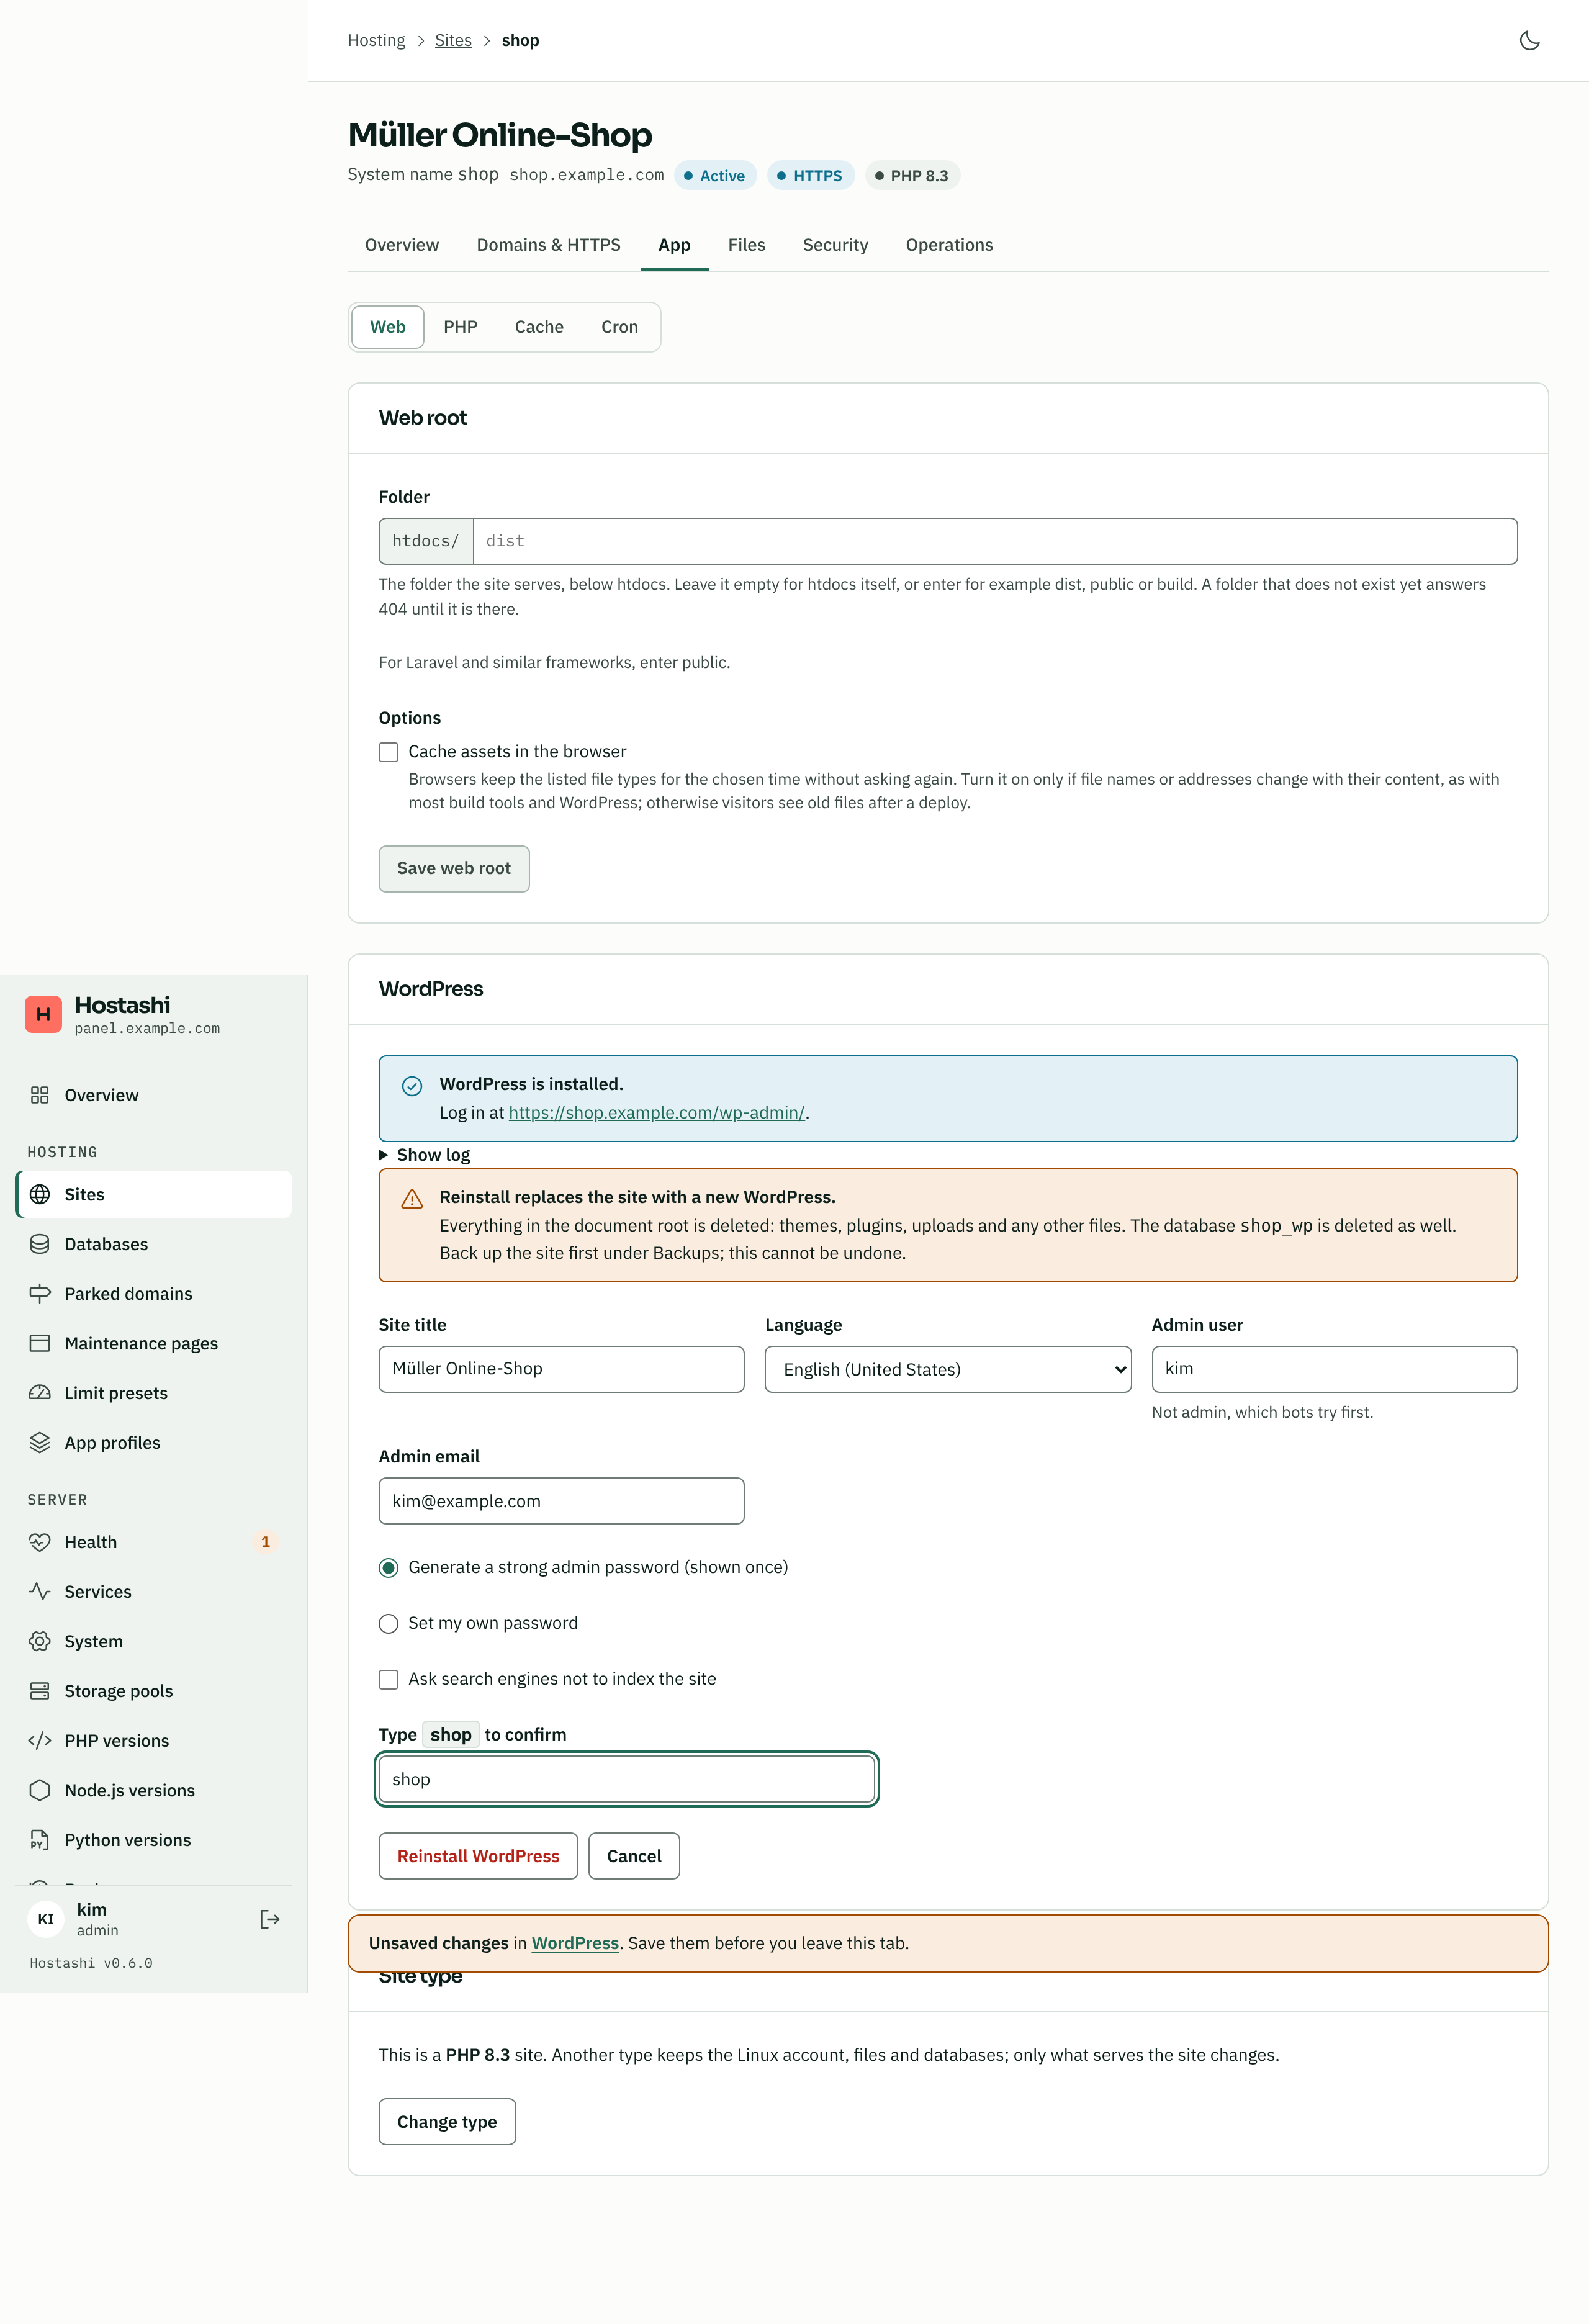 Hosting > Sites > shop
Müller Online-Shop
System name shop shop.example.com Active HTTPS PHP 8.3
Overview Domains & HTTPS App Files Security Operations
Web PHP Cache Cron
Web root
Folder
htdocs/ dist
The folder the site serves, below htdocs. Leave it empty for htdocs itself, or enter for example dist, public or build. A folder that does not exist yet answers
404 until it is there.
For Laravel and similar frameworks, enter public.
Options
Cache assets in the browser
Browsers keep the listed file types for the chosen time without asking again. Turn it on only if file names or addresses change with their content, as with
most build tools and WordPress; otherwise visitors see old files after a deploy.
Save web root
H Hostashi
panel.example.com
Overview
HOSTING
Sites
Databases
Parked domains
Maintenance pages
Limit presets
App profiles
SERVER
Health 1
Services
System
Storage pools
PHP versions
Node.js versions
PY Python versions
KI kim
admin
Hostashi v0.6.0
WordPress
WordPress is installed.
Log in at https://shop.example.com/wp-admin/.
Show log
Reinstall replaces the site with a new WordPress.
Everything in the document root is deleted: themes, plugins, uploads and any other files. The database shop_wp is deleted as well.
Back up the site first under Backups; this cannot be undone.
Site title Language Admin user
Müller Online-Shop English (United States) kim
Not admin, which bots try first.
Admin email
kim@example.com
Generate a strong admin password (shown once)
Set my own password
Ask search engines not to index the site
Type shop to confirm
shop
Reinstall WordPress Cancel
Unsaved changes in WordPress. Save them before you leave this tab.
Site type
This is a PHP 8.3 site. Another type keeps the Linux account, files and databases; only what serves the site changes.
Change type